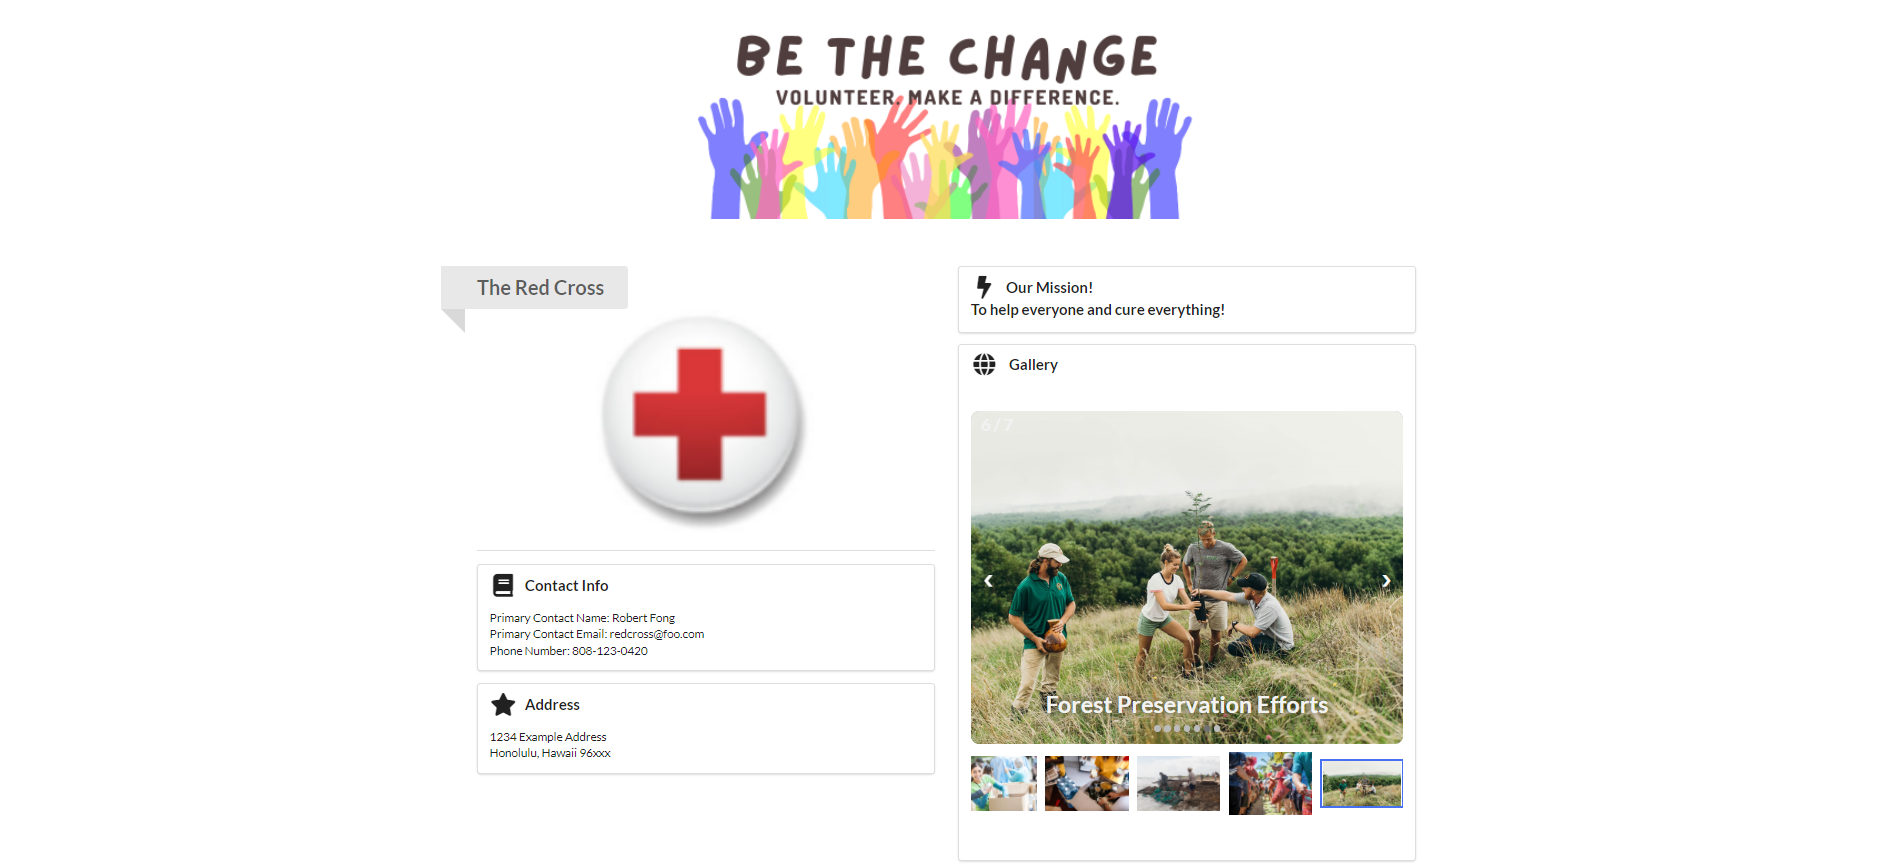 BE THE CHANGE
VOLUNTEER. MAKE A DIFFERENCE.
The Red Cross
Contact Info
Primary Contact Name: Robert Fong
Primary Contact Email: redcross@foo.com
Phone Number: 808-123-0420
Address
1234 Example Address
Honolulu, Hawaii 96xxx
Our Mission!
To help everyone and cure everything!
Gallery
6 / 7
Forest Preservation Efforts